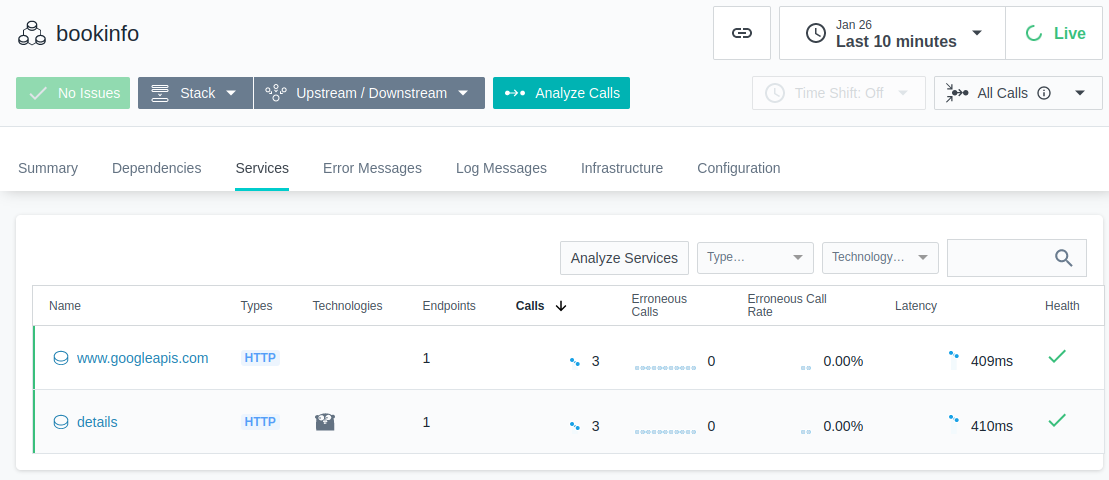 bookinfo
Jan 26
Last 10 minutes
Live
No Issues
Stack
Upstream / Downstream
Analyze Calls
Time Shift: Off
All Calls
Summary
Dependencies
Services
Error Messages
Log Messages
Infrastructure
Configuration
Analyze Services
Type…
Technology…
Name
Types
Technologies
Endpoints
Calls
Erroneous
Calls
Erroneous Call
Rate
Latency
Health
www.googleapis.com HTTP 1 3 0 0.00% 409ms
details HTTP 1 3 0 0.00% 410ms